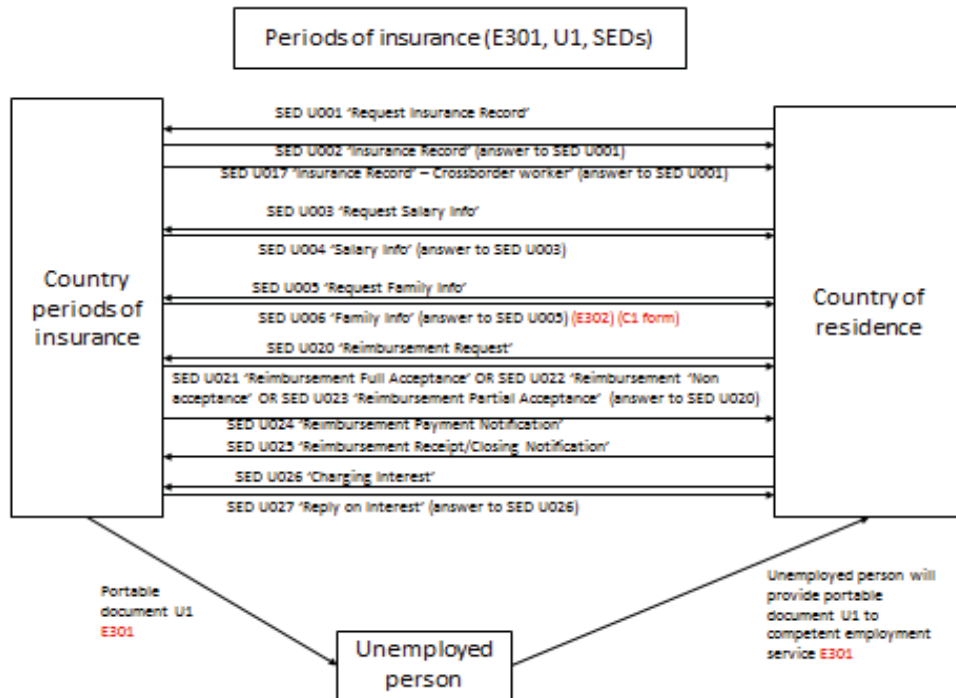 Periods of insurance (E301, U1, SEDs)
SED U001 'Request Insurance Record'
SED U002 'Insurance Record' (answer to SED U001)
SED U017 'Insurance Record' – Crossborder worker' (answer to SED U001)
SED U003 'Request Salary Info'
SED U004 'Salary Info' (answer to SED U003)
Country
periods of
insurance
SED U005 'Request Family Info'
SED U006 'Family Info' (answer to SED U005) (E302) (C1 form)
Country of
residence
SED U020 'Reimbursement Request'
SED U021 'Reimbursement Full Acceptance' OR SED U022 'Reimbursement 'Non
acceptance' OR SED U023 'Reimbursement Partial Acceptance' (answer to SED U020)
SED U024 'Reimbursement Payment Notification'
SED U025 'Reimbursement Receipt/Closing Notification'
SED U026 'Charging Interest'
SED U027 'Reply on Interest' (answer to SED U026)
Portable
document U1
E301
Unemployed person will
provide portable
document U1 to
competent employment
service E301
Unemployed
person